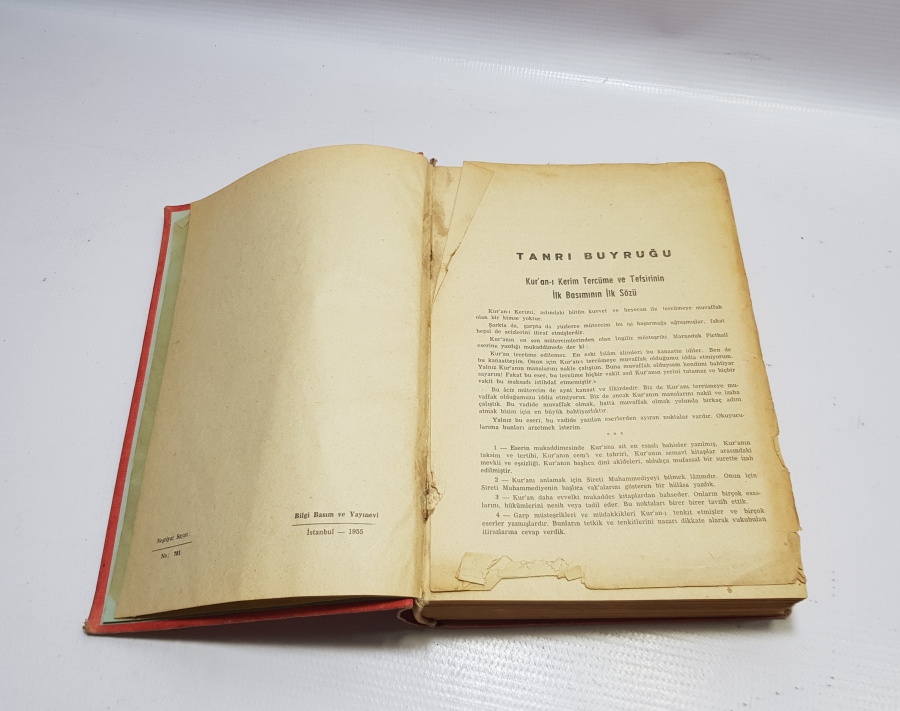 Neşriyat Sayısı
No.: 781
Bilgi Basım ve Yayınevi
İstanbul — 1955
TANRI BUYRUĞU
Kur'an-ı Kerim Tercüme ve Tefsirinin
İlk Basımının İlk Sözü
Kur'an-ı Kerimi, aslındaki bütün kuvvet ve heyecan ile tercümeye muvaffak
olan bir kimse yoktur.
Şarkta da, garpta da yüzlerce mütercim bu işi başarmağa uğraşmışlar, fakat
hepsi de aczlerini itiraf etmişlerdir.
Kur'anın en son mütercimlerinden olan İngiliz müsteşriki Marmaduk Picthall
eserine yazdığı mukaddimede der ki:
Kur'an tercüme edilemez. En eski İslâm âlimleri bu kanaatte idiler. Ben de
bu kanaatteyim. Onun için Kur'an-ı tercümeye muvaffak olduğumu iddia etmiyorum.
Yalnız Kur'anın manalarını nakle çalıştım. Buna muvaffak olduysam kendimi bahtiyar
sayarım! Fakat bu eser, bu tercüme hiçbir vakit asıl Kur'anın yerini tutamaz ve hiçbir
vakit bu maksadı istihdaf etmemiştir.»
Bu âciz mütercim de ayni kanaat ve fikirdedir. Biz de Kur'anı tercümeye mu-
vaffak olduğumuzu iddia etmiyoruz. Biz de ancak Kur'anın manalarını nakil ve izaha
çalıştık. Bu vadide muvaffak olmak, hattâ muvaffak olmak yolunda birkaç adım
atmak bizim için en büyük bahtiyarlıktır.
Yalnız bu eseri, bu vadide yazılan eserlerden ayıran noktalar vardır. Okuyucu-
larıma bunları arzetmek isterim.
* * *
1 — Eserin mukaddimesinde Kur'ana ait en esaslı bahisler yazılmış, Kur'anın
taksim ve tertibi, Kur'anın cem'i ve tahriri, Kur'anın semavi kitaplar arasındaki
mevkii ve eşsizliği, Kur'anın başlıca dini akideleri, oldukça mufassal bir surette izah
edilmiştir.
2 — Kur'anı anlamak için Sireti Muhammediyeyi bilmek lâzımdır. Onun için
Sireti Muhammediyenin başlıca vak'alarını gösteren bir hülâsa yazdık.
3 — Kur'an daha evvelki mukaddes kitaplardan bahseder. Onların birçok esas-
larını, hükümlerini nesih veya tadil eder. Bu noktaları birer birer tavzih ettik.
4 — Garp müsteşrikleri ve müdakkikleri Kur'an-ı tenkit etmişler ve birçok
eserler yazmışlardır. Bunların tetkik ve tenkitlerini nazarı dikkate alarak vukubulan
itirazlarına cevap verdik.